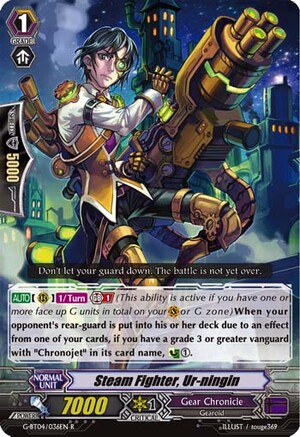 1
GRADE
SHIELD
5000
Don't let your guard down. The battle is not yet over.
AUTO 1/Turn 1 (This ability is active if you have one or
more face up G units in total on your or G zone) When your
opponent's rear-guard is put into his or her deck due to an effect
from one of your cards, if you have a grade 3 or greater vanguard
with "Chronojet" in its card name, 1.
NORMAL
UNIT
Steam Fighter, Ur-ningin
POWER
7000
1
CRITICAL
Gear Chronicle
Gearoid
G-BT04/036EN R
ILLUST / touge369